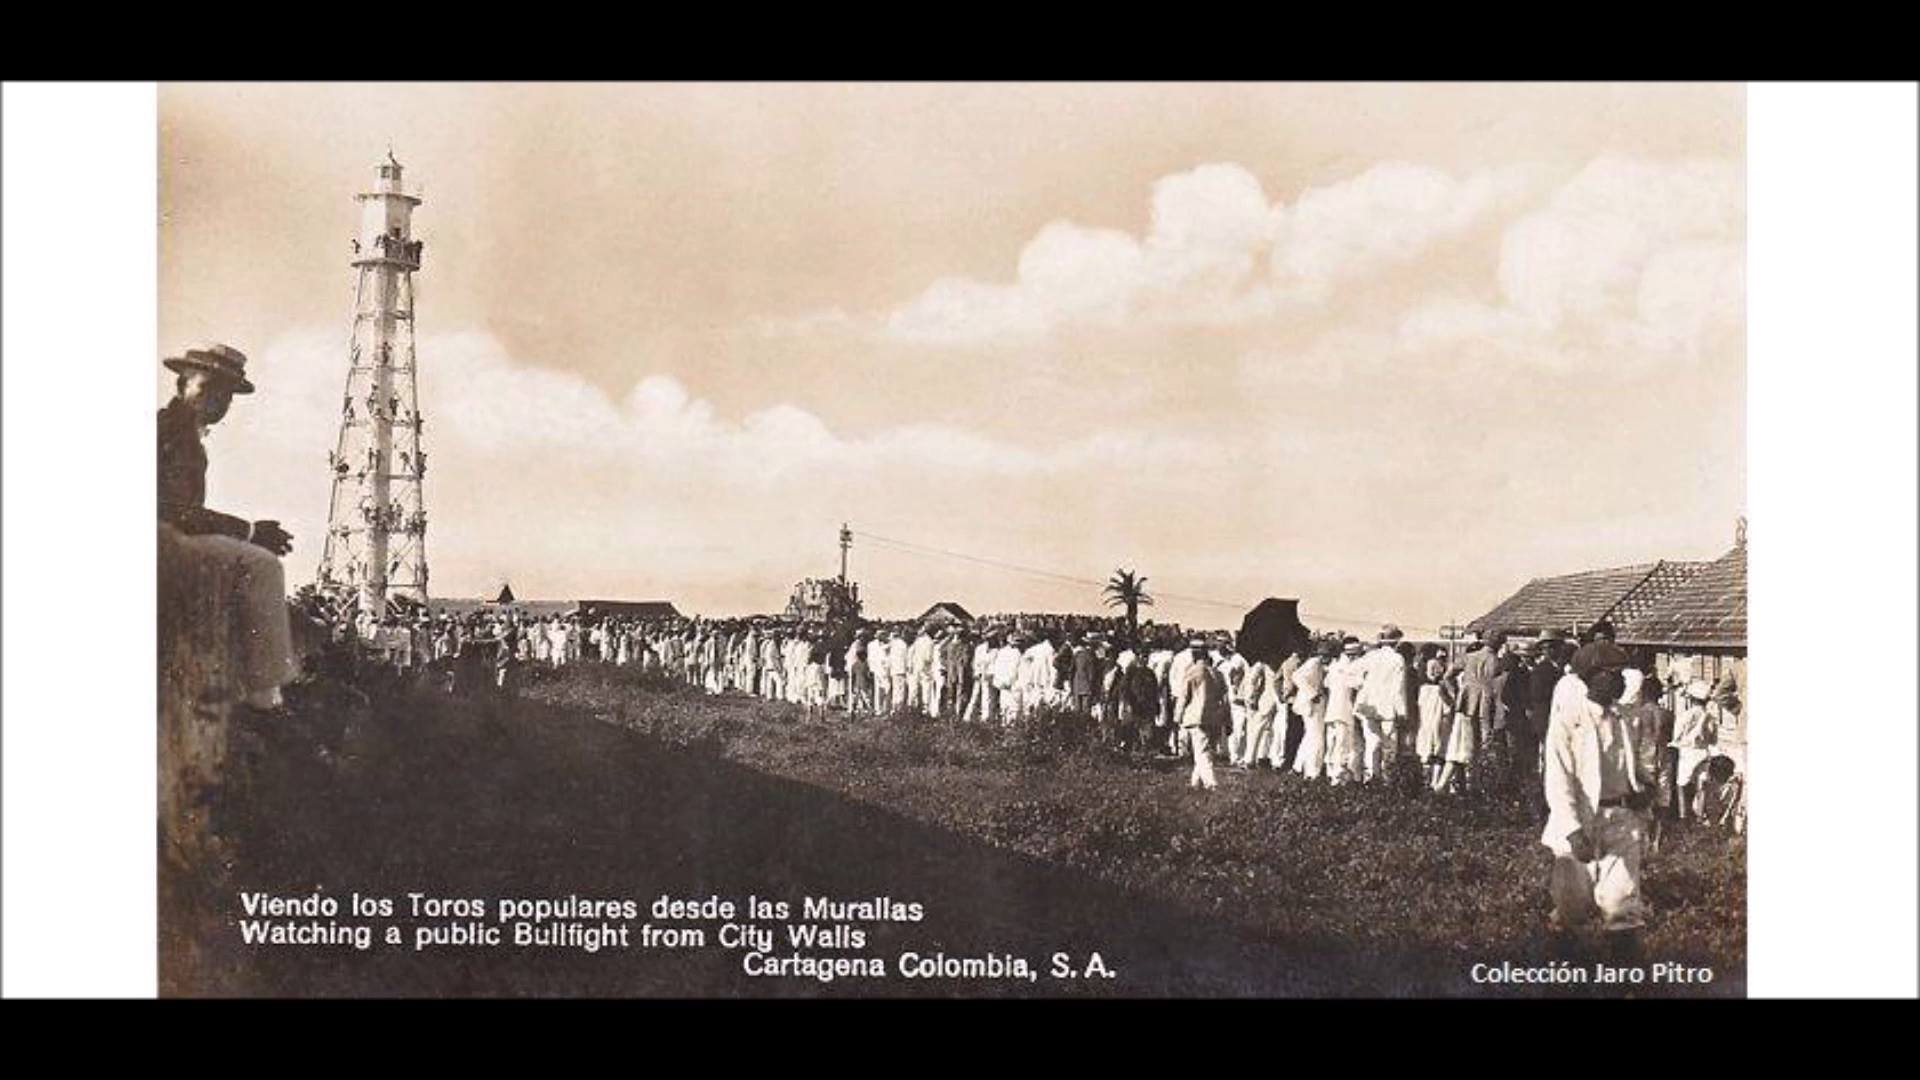 Viendo los Toros populares desde las Murallas
Watching a public Bullfight from City Walls
Cartagena Colombia, S. A.
Colección Jaro Pitro